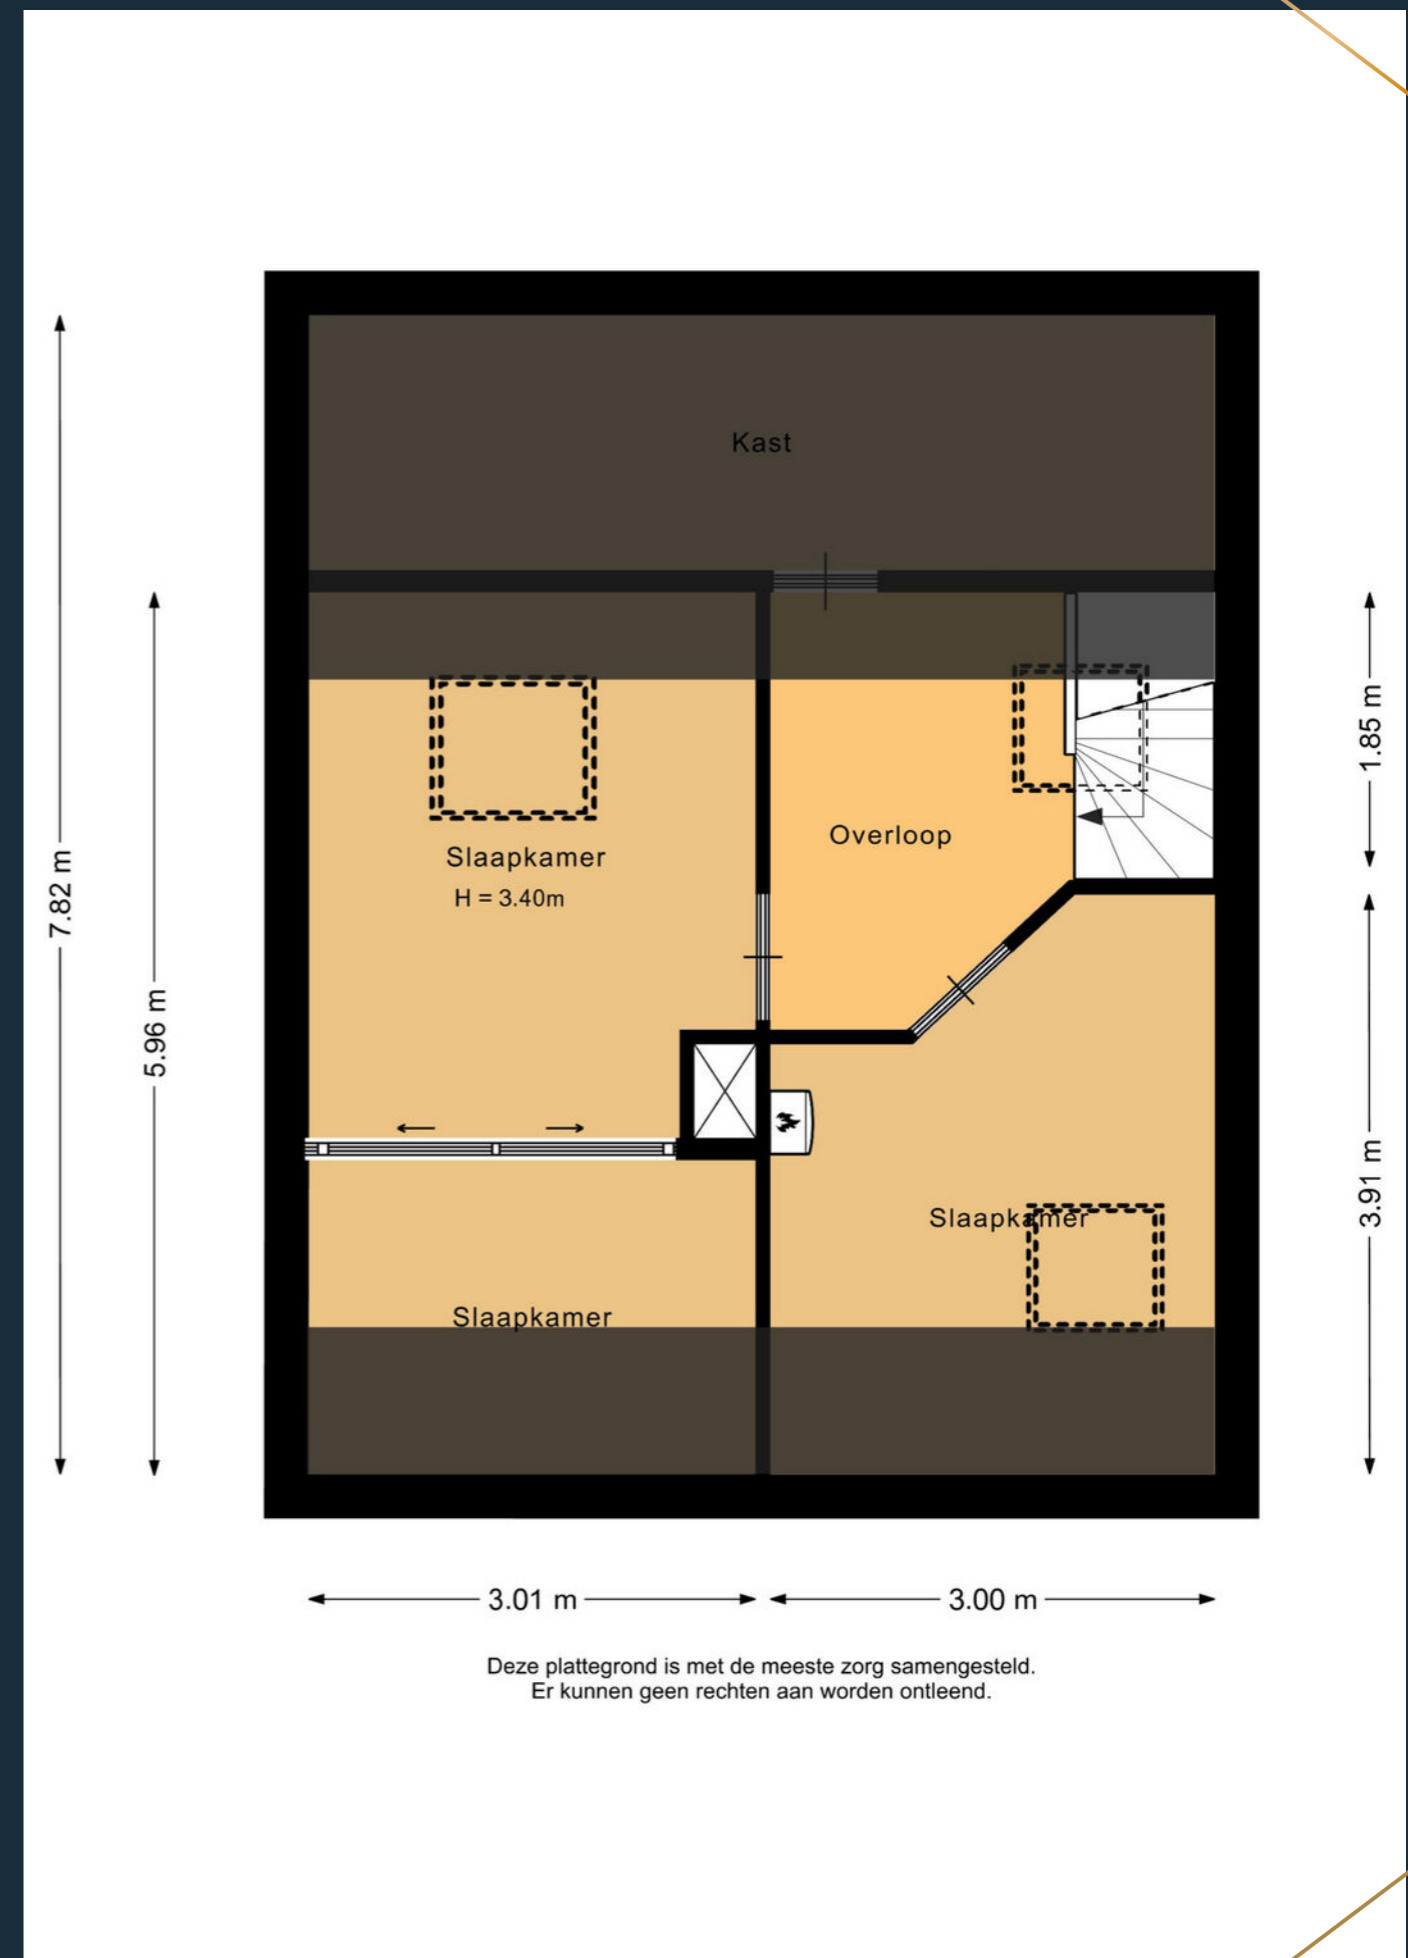 Kast
1.85 m
Overloop
Slaapkamer
H = 3.40m
7.82 m
5.96 m
3.91 m
Slaapkamer
Slaapkamer
3.01 m
3.00 m
Deze plattegrond is met de meeste zorg samengesteld.
Er kunnen geen rechten aan worden ontleend.